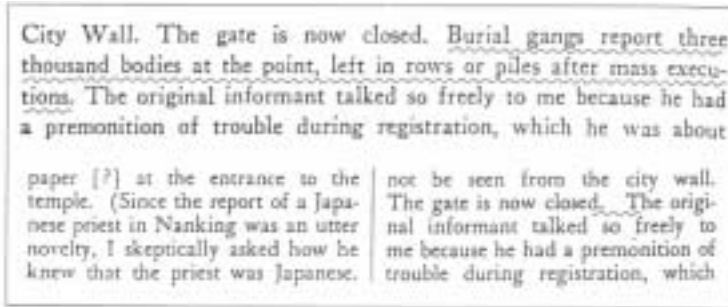 City Wall. The gate is now closed. Burial gangs report three
thousand bodies at the point, left in rows or piles after mass execu-
tions. The original informant talked so freely to me because he had
a premonition of trouble during registration, which he was about
paper [?] at the entrance to the
temple. (Since the report of a Japa-
nese priest in Nanking was an utter
novelty, I skeptically asked how he
knew that the priest was Japanese.
not be seen from the city wall.
The gate is now closed. The origi-
nal informant talked so freely to
me because he had a premonition of
trouble during registration, which